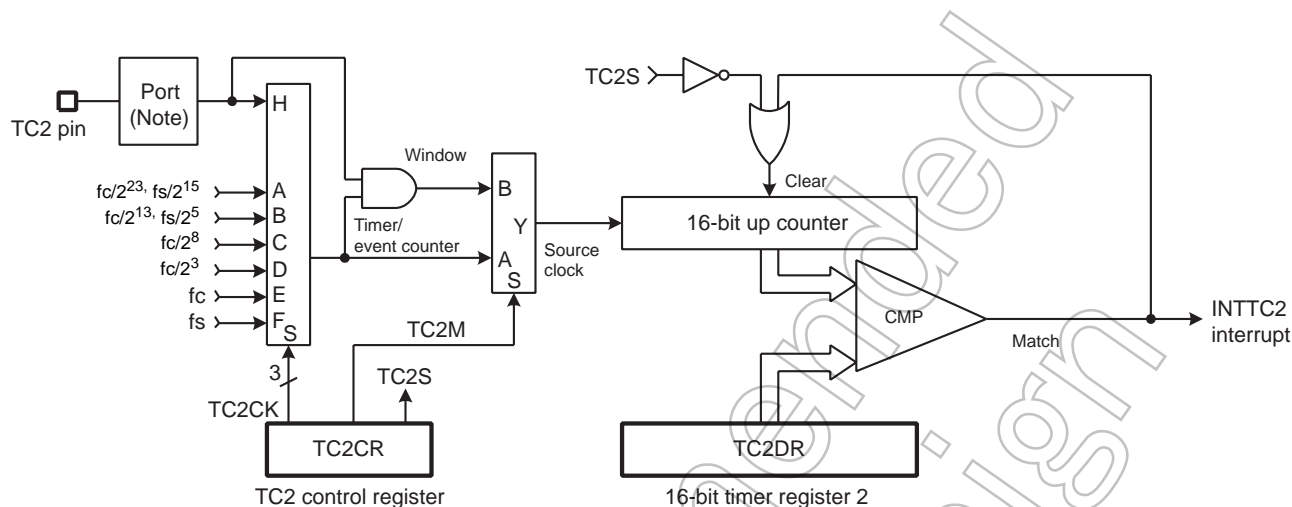 TC2S
Port
(Note)
H
TC2 pin
Window
Clear
fc/2^23, fs/2^15
A
B
16-bit up counter
fc/2^13, fs/2^5
B
Timer/
event counter
Y
Source
clock
fc/2^8
C
fc/2^3
D
A
S
fc
E
fs
F
S
CMP
INTTC2
interrupt
Match
TC2M
3
TC2S
TC2CK
TC2CR
TC2DR
TC2 control register
16-bit timer register 2
mended
sign